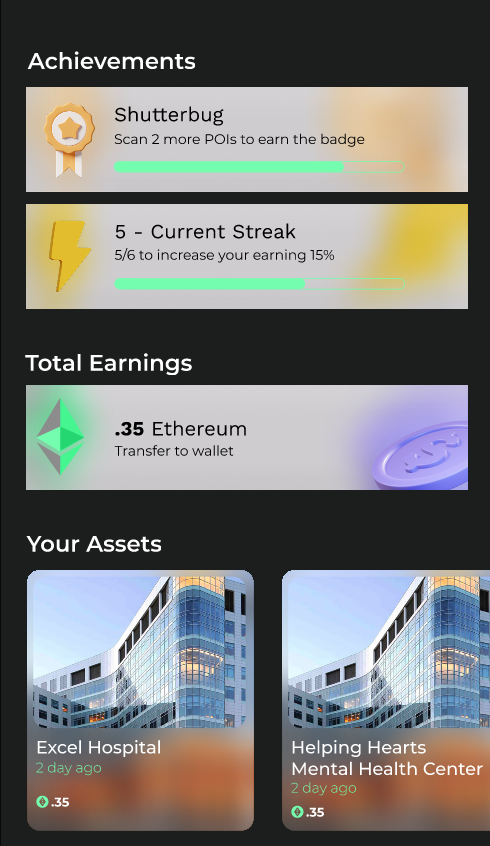 Achievements
Shutterbug
Scan 2 more POIs to earn the badge
5 - Current Streak
5/6 to increase your earning 15%
Total Earnings
.35 Ethereum
Transfer to wallet
Your Assets
Excel Hospital
2 day ago
.35
Helping Hearts
Mental Health Center
2 day ago
.35